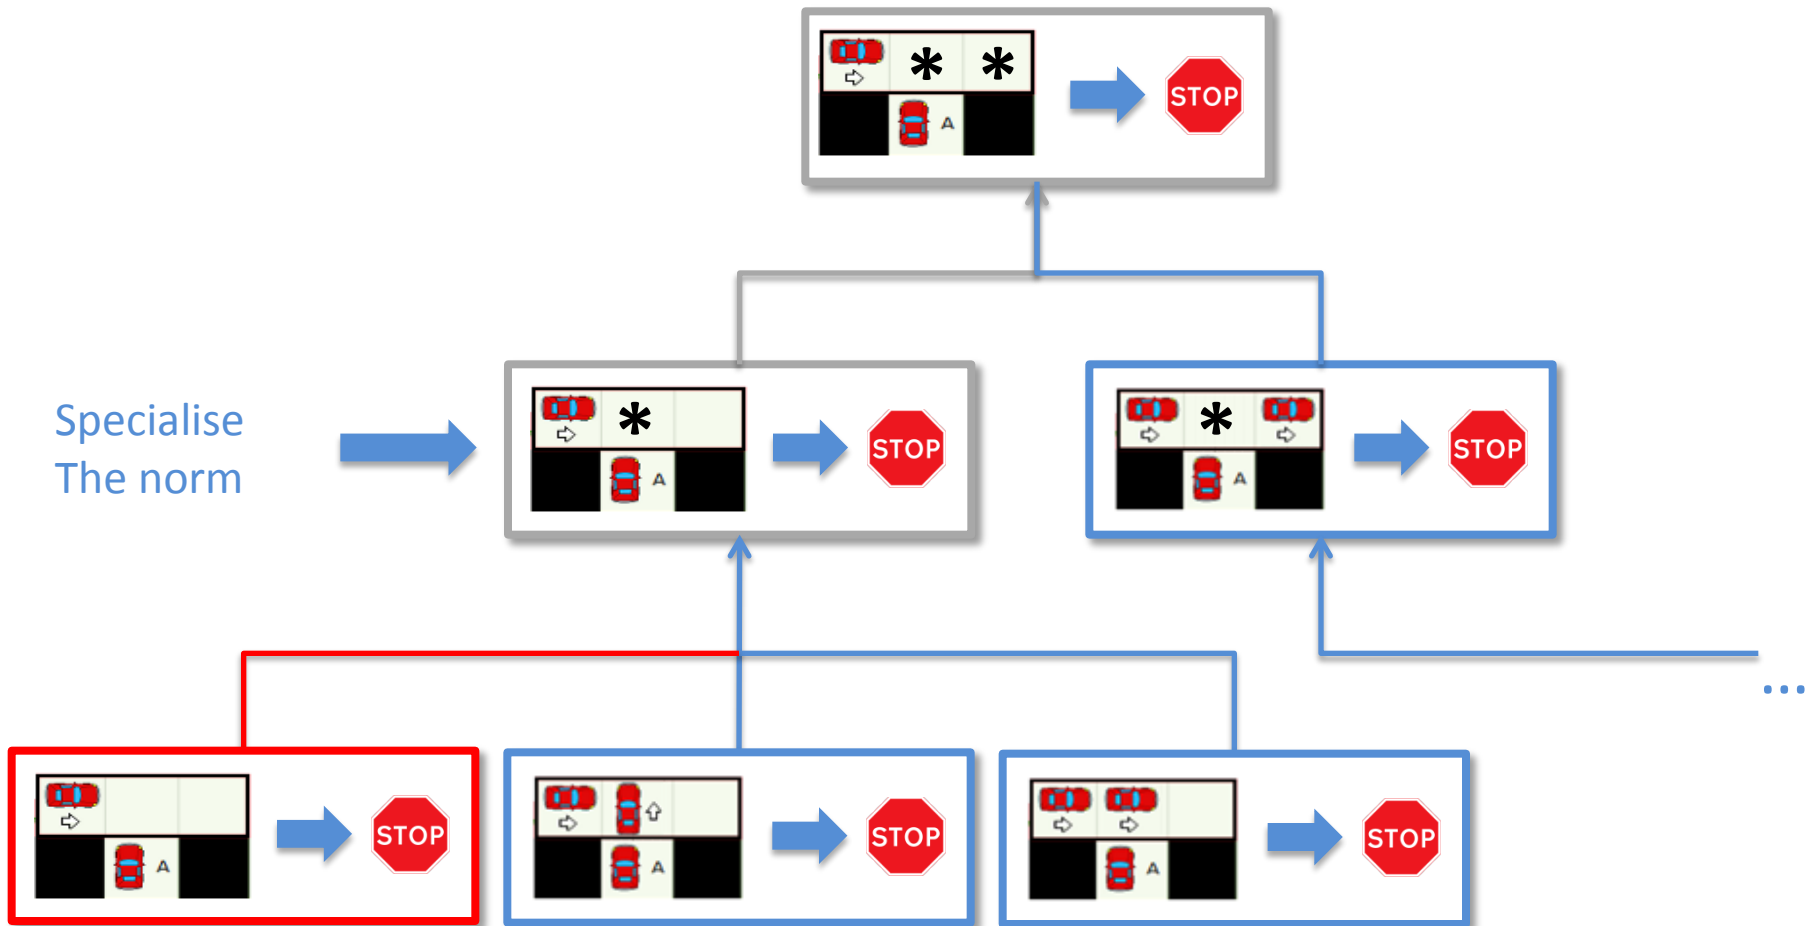 * *
A
STOP
Specialise
The norm
*
A
STOP
*
A
STOP
...
A
STOP
A
STOP
A
STOP